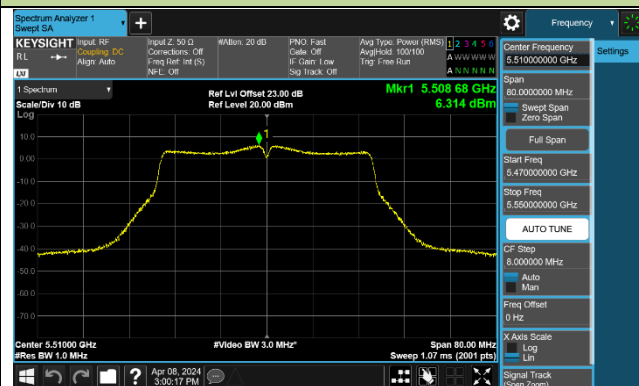 Spectrum Analyzer 1
Swept SA
+
Frequency
KEYSIGHT
Input: RF
Coupling: DC
Align: Auto
Input Z: 50 Ω
Corrections: Off
Freq Ref: Int (S)
NFE: Off
#Atten: 20 dB
PNO: Fast
Gate: Off
IF Gain: Low
Sig Track: Off
Avg Type: Power (RMS)
Avg|Hold: 100/100
Trig: Free Run
1 2 3 4 5 6
A W W W W W
A N N N N N
RL
LXI
1 Spectrum
Scale/Div 10 dB
Log
Ref Lvl Offset 23.00 dB
Ref Level 20.00 dBm
Mkr1 5.508 68 GHz
6.314 dBm
1
10.0
0.00
-10.0
-20.0
-30.0
-40.0
-50.0
-60.0
-70.0
Center 5.51000 GHz
#Res BW 1.0 MHz
#Video BW 3.0 MHz*
Span 80.00 MHz
Sweep 1.07 ms (2001 pts)
Center Frequency
5.510000000 GHz
Settings
Span
80.0000000 MHz
Swept Span
Zero Span
Full Span
Start Freq
5.470000000 GHz
Stop Freq
5.550000000 GHz
AUTO TUNE
CF Step
8.000000 MHz
Auto
Man
Freq Offset
0 Hz
X Axis Scale
Log
Lin
Signal Track
(Span Zoom)
?
Apr 08, 2024
3:00:17 PM